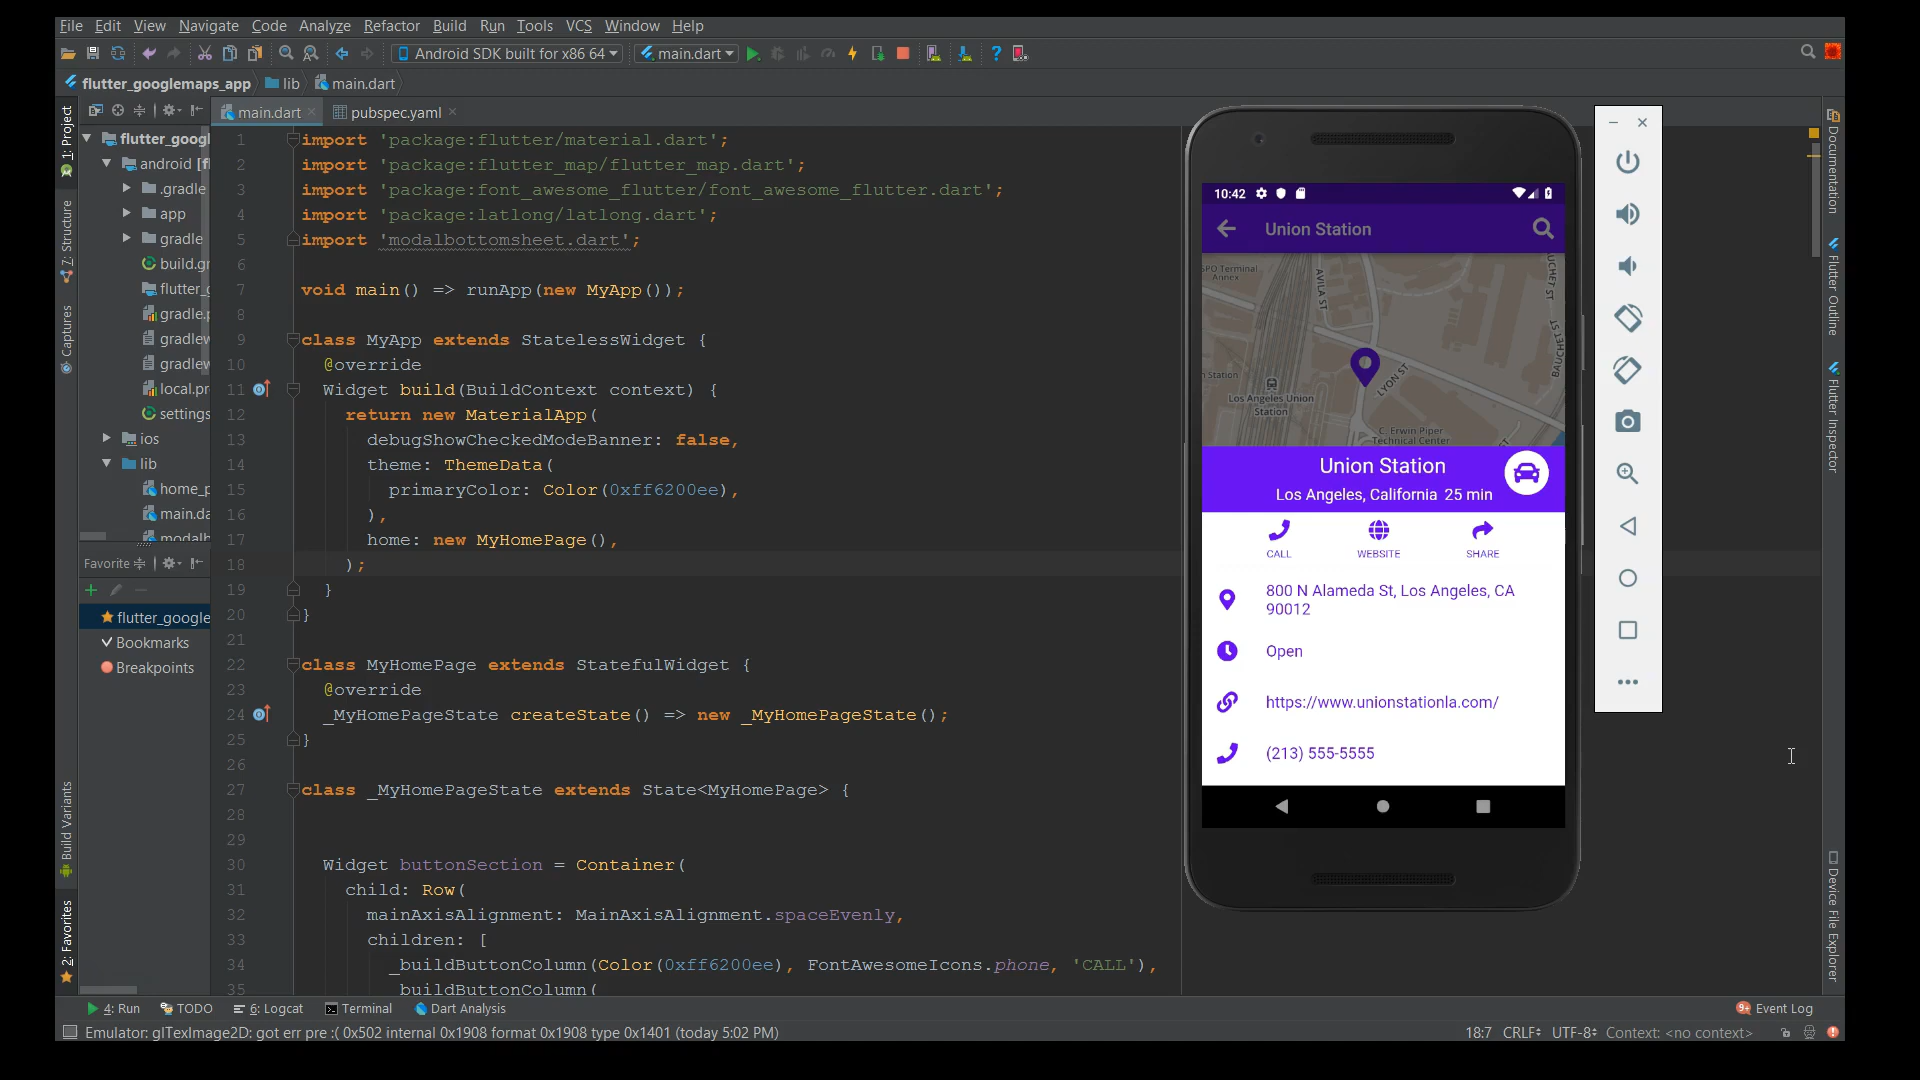 File Edit View Navigate Code Analyze Refactor Build Run Tools VCS Window Help
Android SDK built for x86 64 main.dart
flutter_googlemaps_app lib main.dart
1: Project
7: Structure
Captures
Build Variants
2: Favorites
flutter_googl
android [f
.gradle
app
gradle
build.gr
flutter_g
gradle.p
gradlew
gradlew
local.pr
settings
ios
lib
home_p
main.da
modalb
Favorite
flutter_google
Bookmarks
Breakpoints
main.dart pubspec.yaml
1 import 'package:flutter/material.dart';
2 import 'package:flutter_map/flutter_map.dart';
3 import 'package:font_awesome_flutter/font_awesome_flutter.dart';
4 import 'package:latlong/latlong.dart';
5 import 'modalbottomsheet.dart';
6
7 void main() => runApp(new MyApp());
8
9 class MyApp extends StatelessWidget {
10 @override
11 Widget build(BuildContext context) {
12 return new MaterialApp(
13 debugShowCheckedModeBanner: false,
14 theme: ThemeData(
15 primaryColor: Color(0xff6200ee),
16 ),
17 home: new MyHomePage(),
18 );
19 }
20 }
21
22 class MyHomePage extends StatefulWidget {
23 @override
24 _MyHomePageState createState() => new _MyHomePageState();
25 }
26
27 class _MyHomePageState extends State<MyHomePage> {
28
29
30 Widget buttonSection = Container(
31 child: Row(
32 mainAxisAlignment: MainAxisAlignment.spaceEvenly,
33 children: [
34 _buildButtonColumn(Color(0xff6200ee), FontAwesomeIcons.phone, 'CALL'),
35 _buildButtonColumn(
10:42
Union Station
GPO Terminal
Annex
AVILA ST
BAUCHET ST
BAUCHET ST
n Station
Los Angeles Union
Station
LYON ST
C. Erwin Piper
Technical Center
Union Station
Los Angeles, California 25 min
CALL WEBSITE SHARE
800 N Alameda St, Los Angeles, CA
90012
Open
https://www.unionstationla.com/
(213) 555-5555
Documentation
Flutter Outline
Flutter Inspector
Device File Explorer
4: Run TODO 6: Logcat Terminal Dart Analysis Event Log
Emulator: glTexImage2D: got err pre :( 0x502 internal 0x1908 format 0x1908 type 0x1401 (today 5:02 PM) 18:7 CRLF UTF-8 Context: <no context>